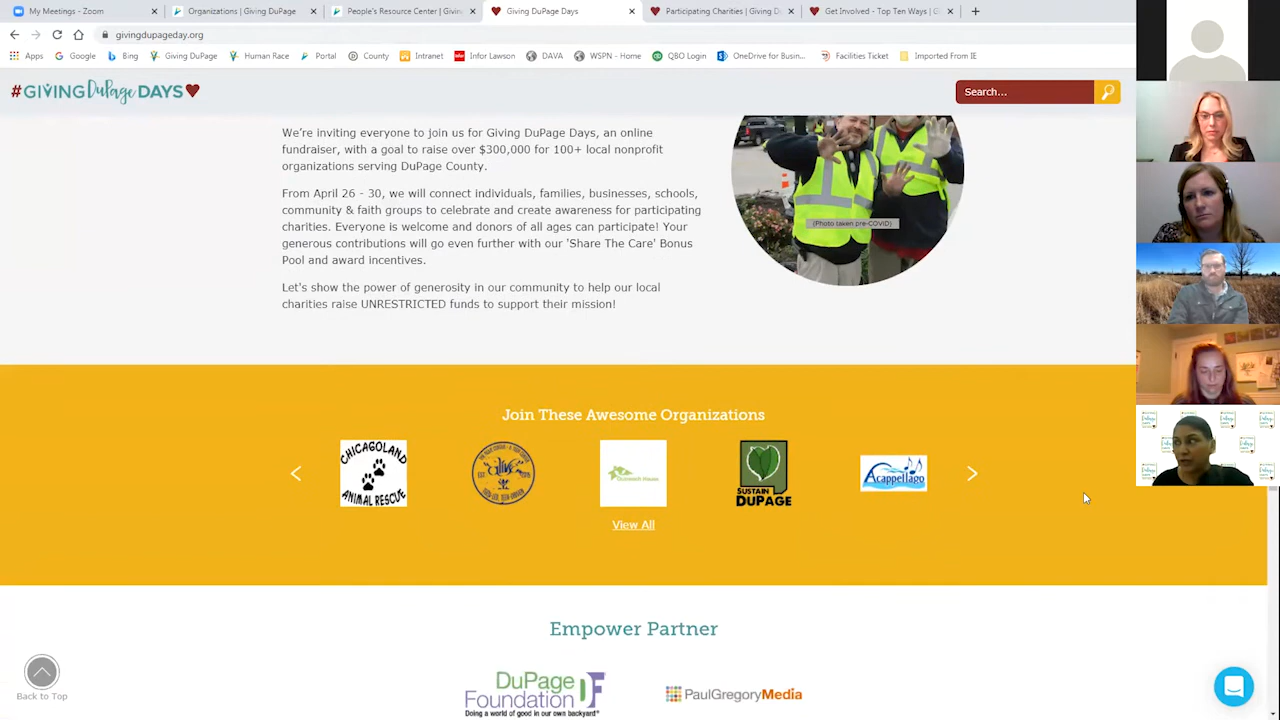 My Meetings - Zoom
Organizations | Giving DuPage
People's Resource Center | Givin
Giving DuPage Days
Participating Charities | Giving D
Get Involved - Top Ten Ways | G
givingdupageday.org
Apps
Google
Bing
Giving DuPage
Human Race
Portal
County
Intranet
Infor Lawson
DAVA
WSPN - Home
QBO Login
OneDrive for Busin...
Facilities Ticket
Imported From IE
#GIVING DuPage DAYS
Search...
We're inviting everyone to join us for Giving DuPage Days, an online
fundraiser, with a goal to raise over $300,000 for 100+ local nonprofit
organizations serving DuPage County.
From April 26 - 30, we will connect individuals, families, businesses, schools,
community & faith groups to celebrate and create awareness for participating
charities. Everyone is welcome and donors of all ages can participate! Your
generous contributions will go even further with our 'Share The Care' Bonus
Pool and award incentives.
Let's show the power of generosity in our community to help our local
charities raise UNRESTRICTED funds to support their mission!
(Photo taken pre-COVID)
Join These Awesome Organizations
CHICAGOLAND
ANIMAL RESCUE
Outreach House
SUSTAIN
DUPAGE
Acappellago
View All
Empower Partner
DuPage
Foundation
Doing a world of good in our own backyard
PaulGregoryMedia
Back to Top